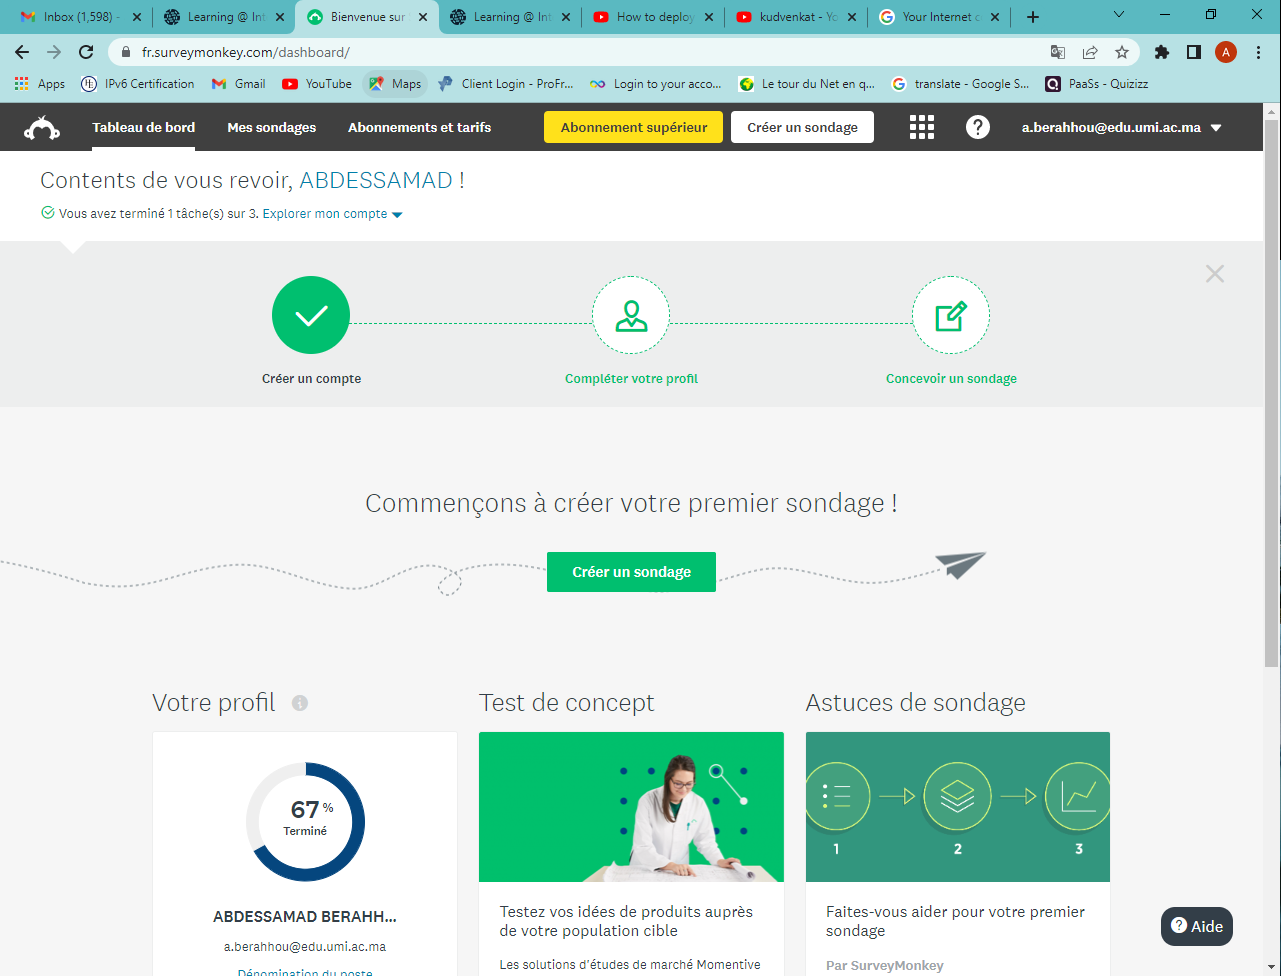 Inbox (1,598) -
Learning @ Int
Bienvenue sur
Learning @ Int
How to deploy
kudvenkat - Yo
Your Internet c
fr.surveymonkey.com/dashboard/
A
Apps
IPv6 Certification
Gmail
YouTube
Maps
Client Login - ProFr...
Login to your acco...
Le tour du Net en q...
translate - Google S...
PaaSs - Quizizz
Tableau de bord
Mes sondages
Abonnements et tarifs
Abonnement supérieur
Créer un sondage
?
a.berahhou@edu.umi.ac.ma
Contents de vous revoir, ABDESSAMAD !
Vous avez terminé 1 tâche(s) sur 3. Explorer mon compte
Créer un compte
Compléter votre profil
Concevoir un sondage
Commençons à créer votre premier sondage !
Créer un sondage
Votre profil
67 %
Terminé
ABDESSAMAD BERAHH...
a.berahhou@edu.umi.ac.ma
Dénomination du poste
Test de concept
Testez vos idées de produits auprès
de votre population cible
Les solutions d'études de marché Momentive
Astuces de sondage
1 2 3
Faites-vous aider pour votre premier
sondage
Par SurveyMonkey
? Aide